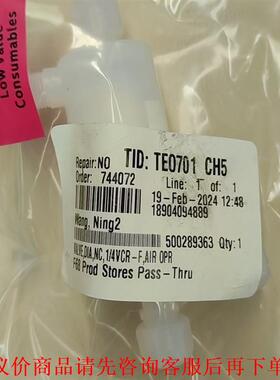 Low Value
Consumables
Repair:NO TID: TE0701 CH5
Order: 744072 Line: 1 of: 1
19-Feb-2024 12:48
18904094889
Wang, Ning2
500289363 Qty:1
VALVE,DIA,NC,1/4VCR-F,AIR OPR
F68 Prod Stores Pass-Thru
议价商品请先咨询客服后再下单